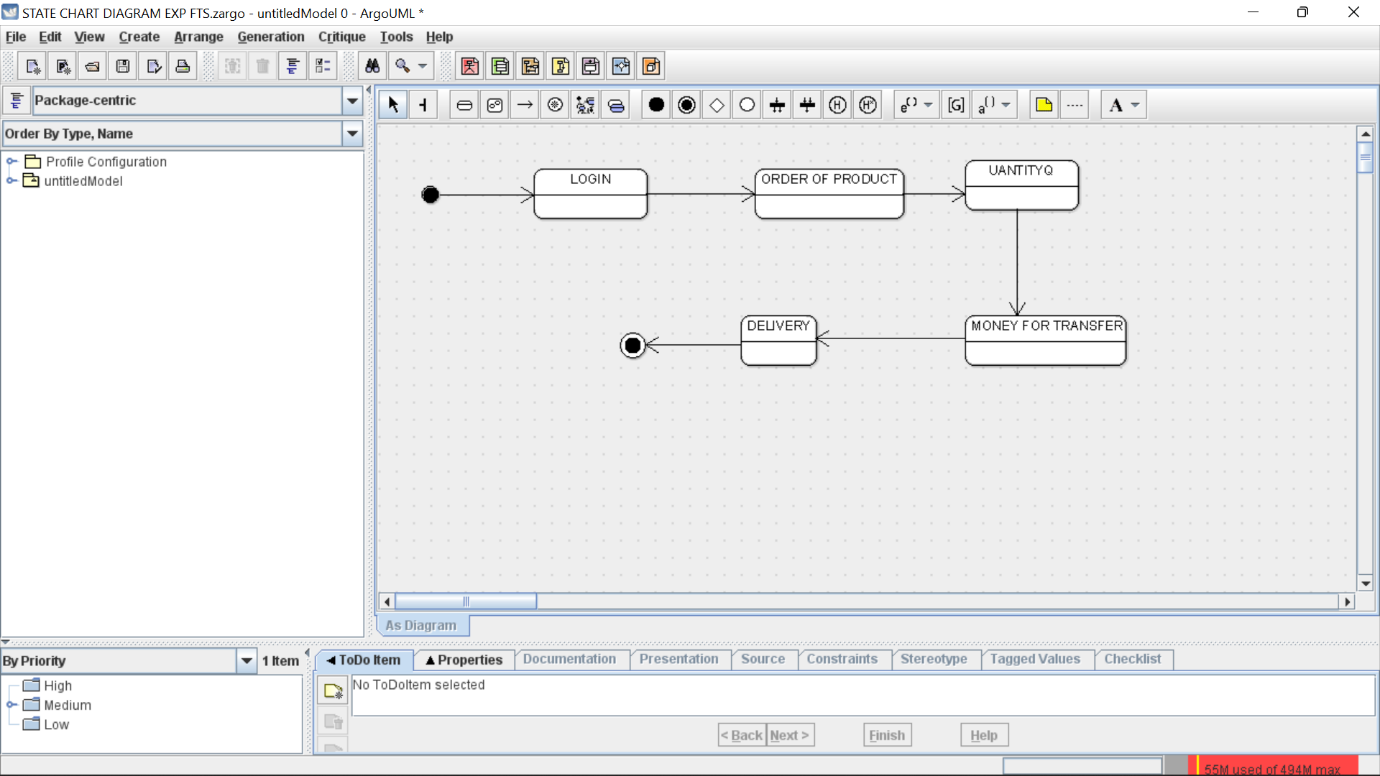 STATE CHART DIAGRAM EXP FTS.zargo - untitledModel 0 - ArgoUML *
File Edit View Create Arrange Generation Critique Tools Help
Package-centric
Order By Type, Name
Profile Configuration
untitledModel
e() [G] a() A
H H*
LOGIN
ORDER OF PRODUCT
UANTITYQ
DELIVERY
MONEY FOR TRANSFER
As Diagram
By Priority
1 Item
High
Medium
Low
ToDo Item Properties Documentation Presentation Source Constraints Stereotype Tagged Values Checklist
No ToDoItem selected
< Back Next > Finish Help
55M used of 494M max